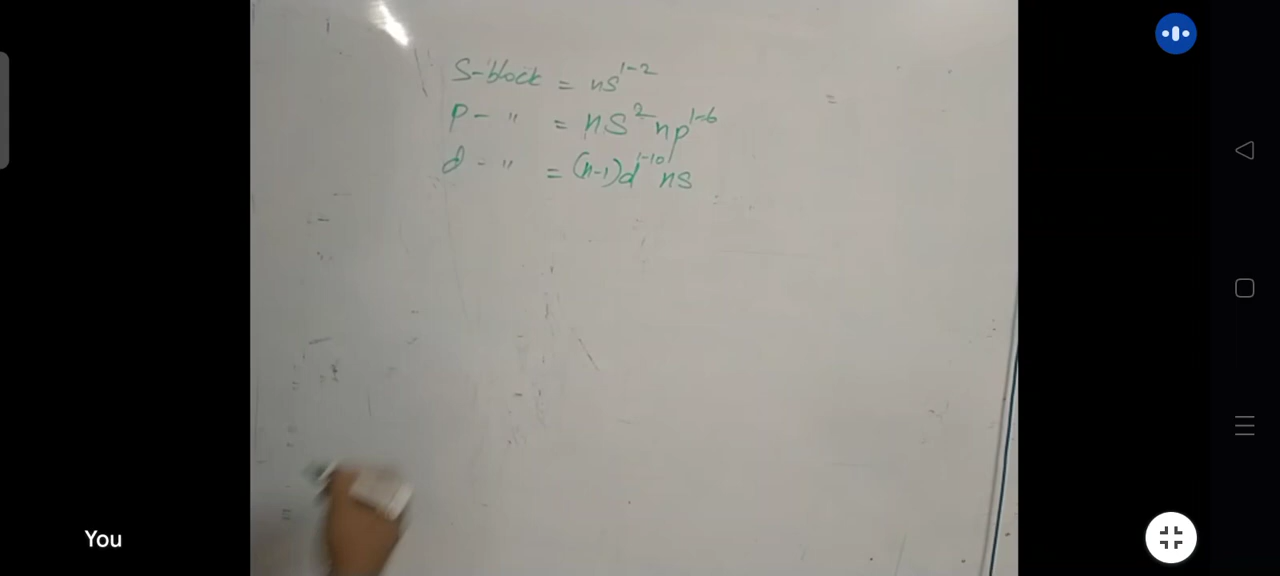 S-block = nS¹⁻²
P- " = nS² np¹⁻⁶
d- " = (n-1)d¹⁻¹⁰ ns
You